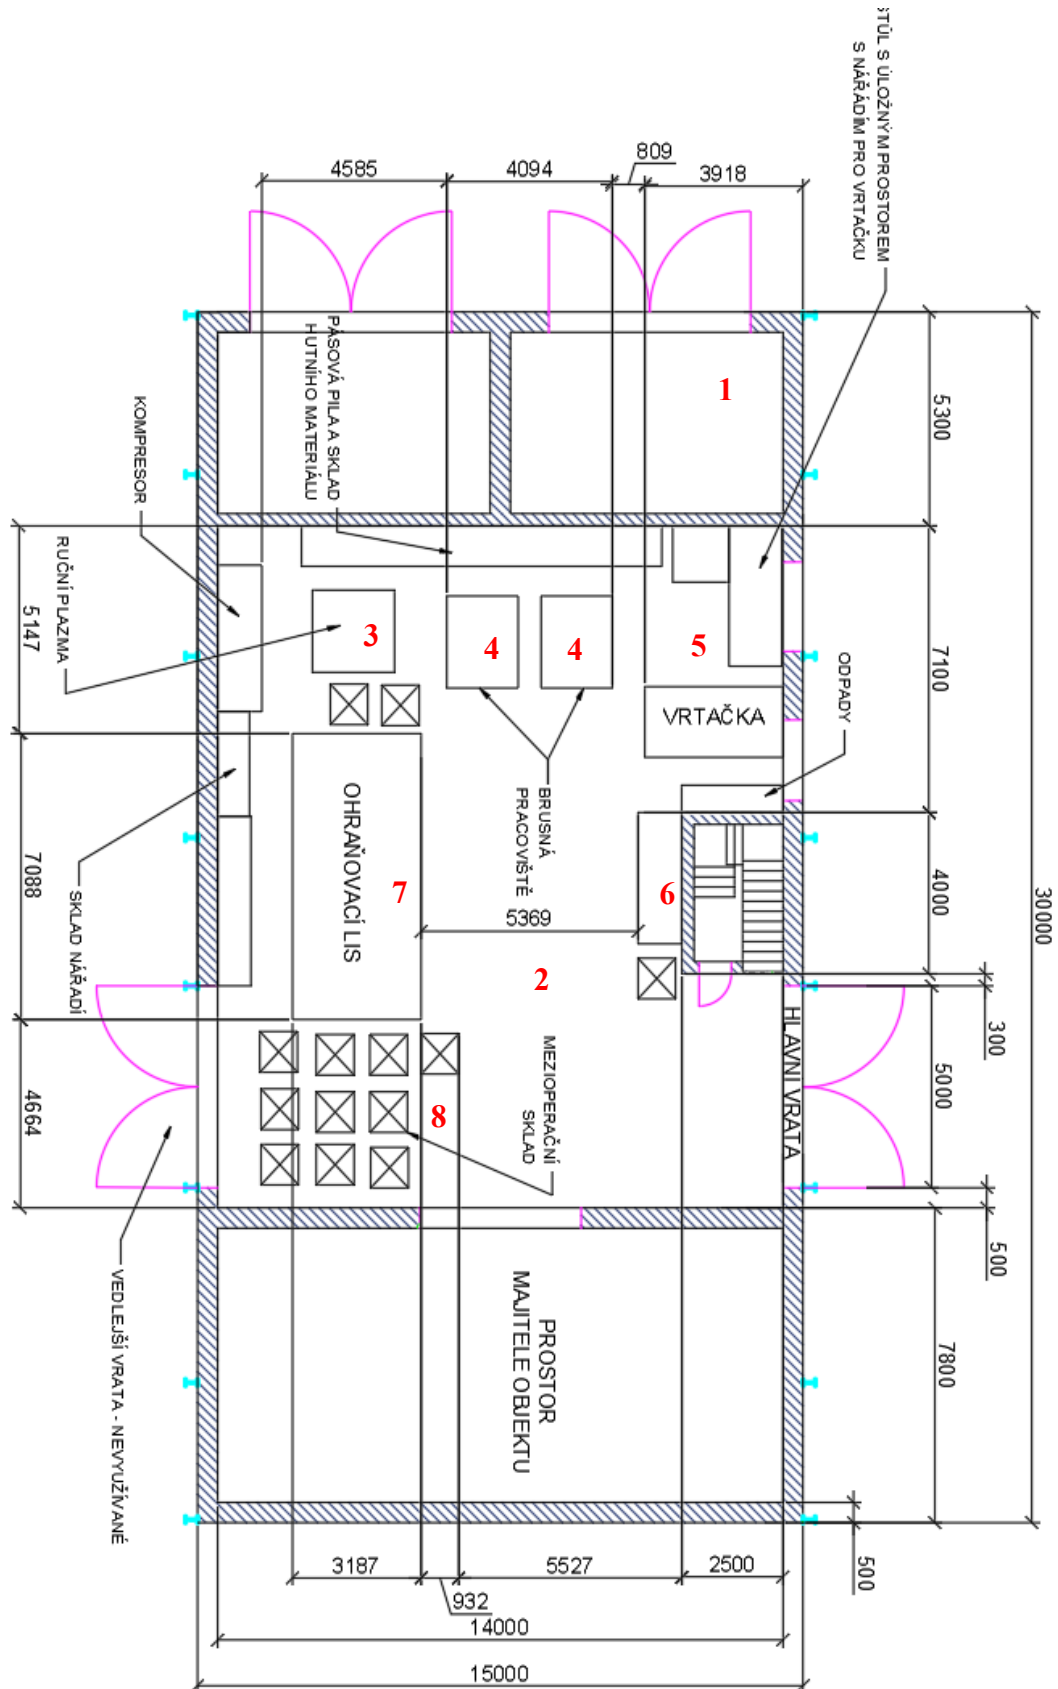 STŮL S ÚLOŽNÝM PROSTOREM
S NÁŘADÍM PRO VRTAČKU
809
4585
4094
3918
PÁSOVÁ PILA A SKLAD
HUTNÍHO MATERIÁLU
1
5300
KOMPRESOR
RUČNÍ PLAZMA
5147
3
4
4
5
ODPADY
7100
VRTAČKA
OHRAŇOVACÍ LIS
BRUSNÁ
PRACOVIŠTĚ
7088
SKLAD NÁŘADÍ
7
5369
6
4000
30000
2
HLAVNI VRATA
300
5000
MEZIOPERAČNÍ
SKLAD
8
4664
500
VEDLEJŠÍ VRATA - NEVYUŽÍVANÉ
PROSTOR
MAJITELE OBJEKTU
7800
3187
932
5527
2500
500
14000
15000